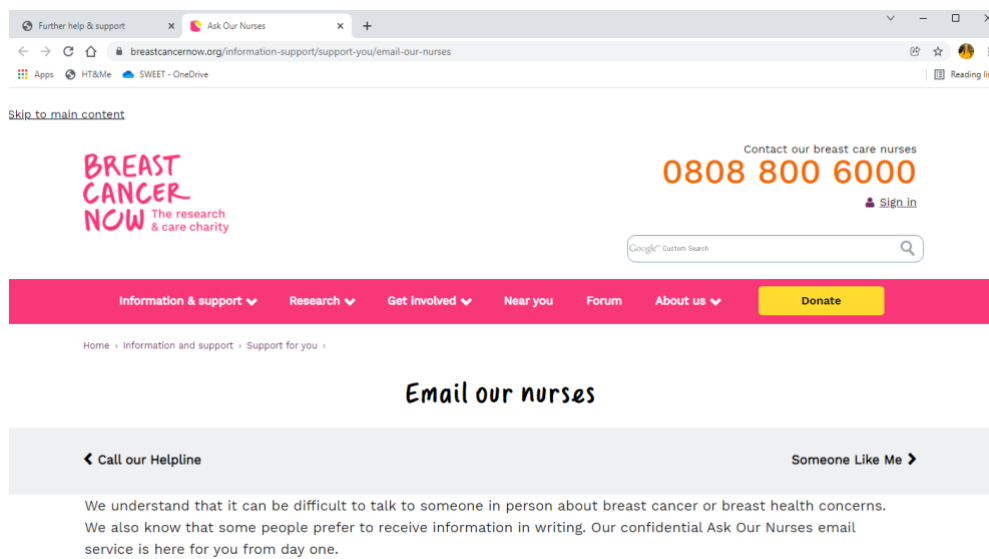 Further help & support
Ask Our Nurses
breastcancernow.org/information-support/support-you/email-our-nurses
Apps
HT&Me
SWEET - OneDrive
Reading lis
Skip to main content
BREAST
CANCER
NOW The research
& care charity
Contact our breast care nurses
0808 800 6000
Sign in
Google™ Custom Search
Information & support
Research
Get involved
Near you
Forum
About us
Donate
Home › Information and support › Support for you ›
Email our nurses
Call our Helpline
Someone Like Me
We understand that it can be difficult to talk to someone in person about breast cancer or breast health concerns.
We also know that some people prefer to receive information in writing. Our confidential Ask Our Nurses email
service is here for you from day one.